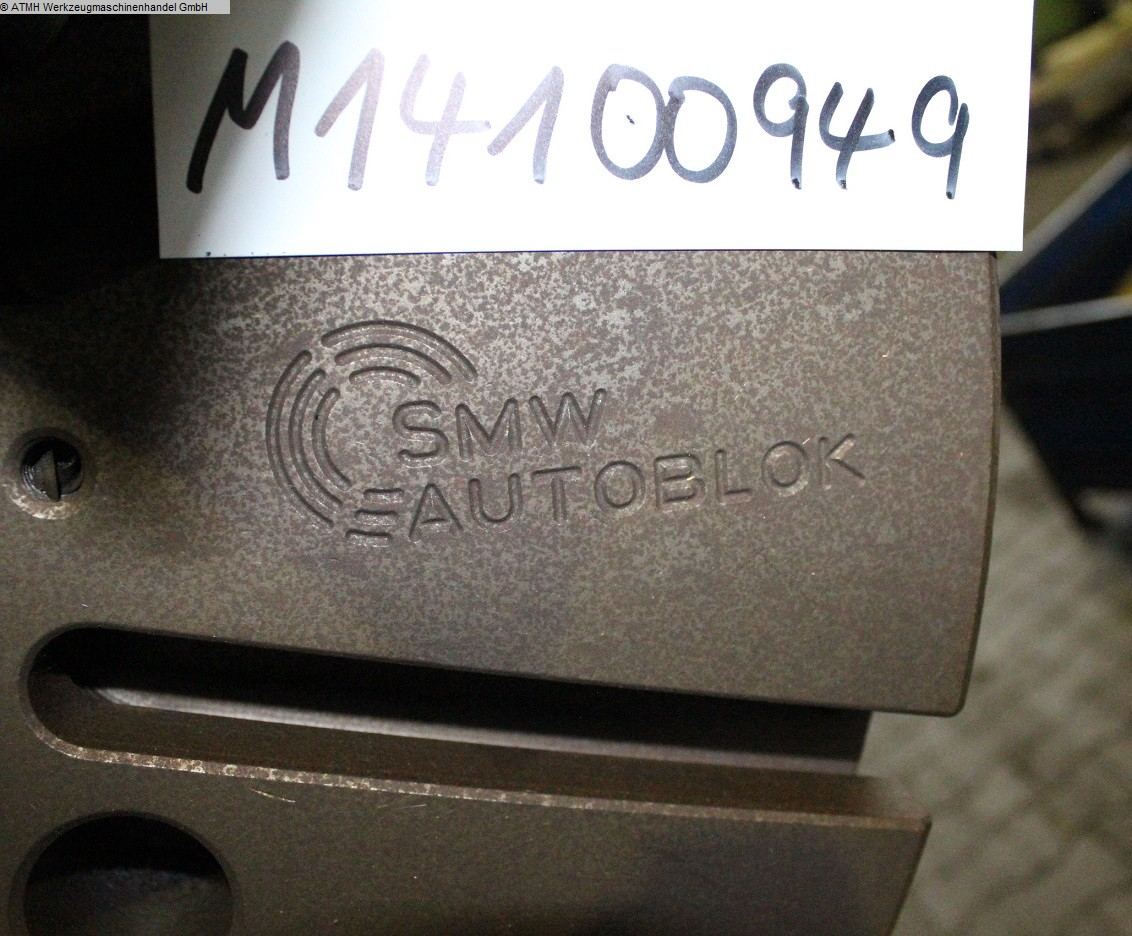 ® ATMH Werkzeugmaschinenhandel GmbH
M14100949
SMW
AUTOBLOK